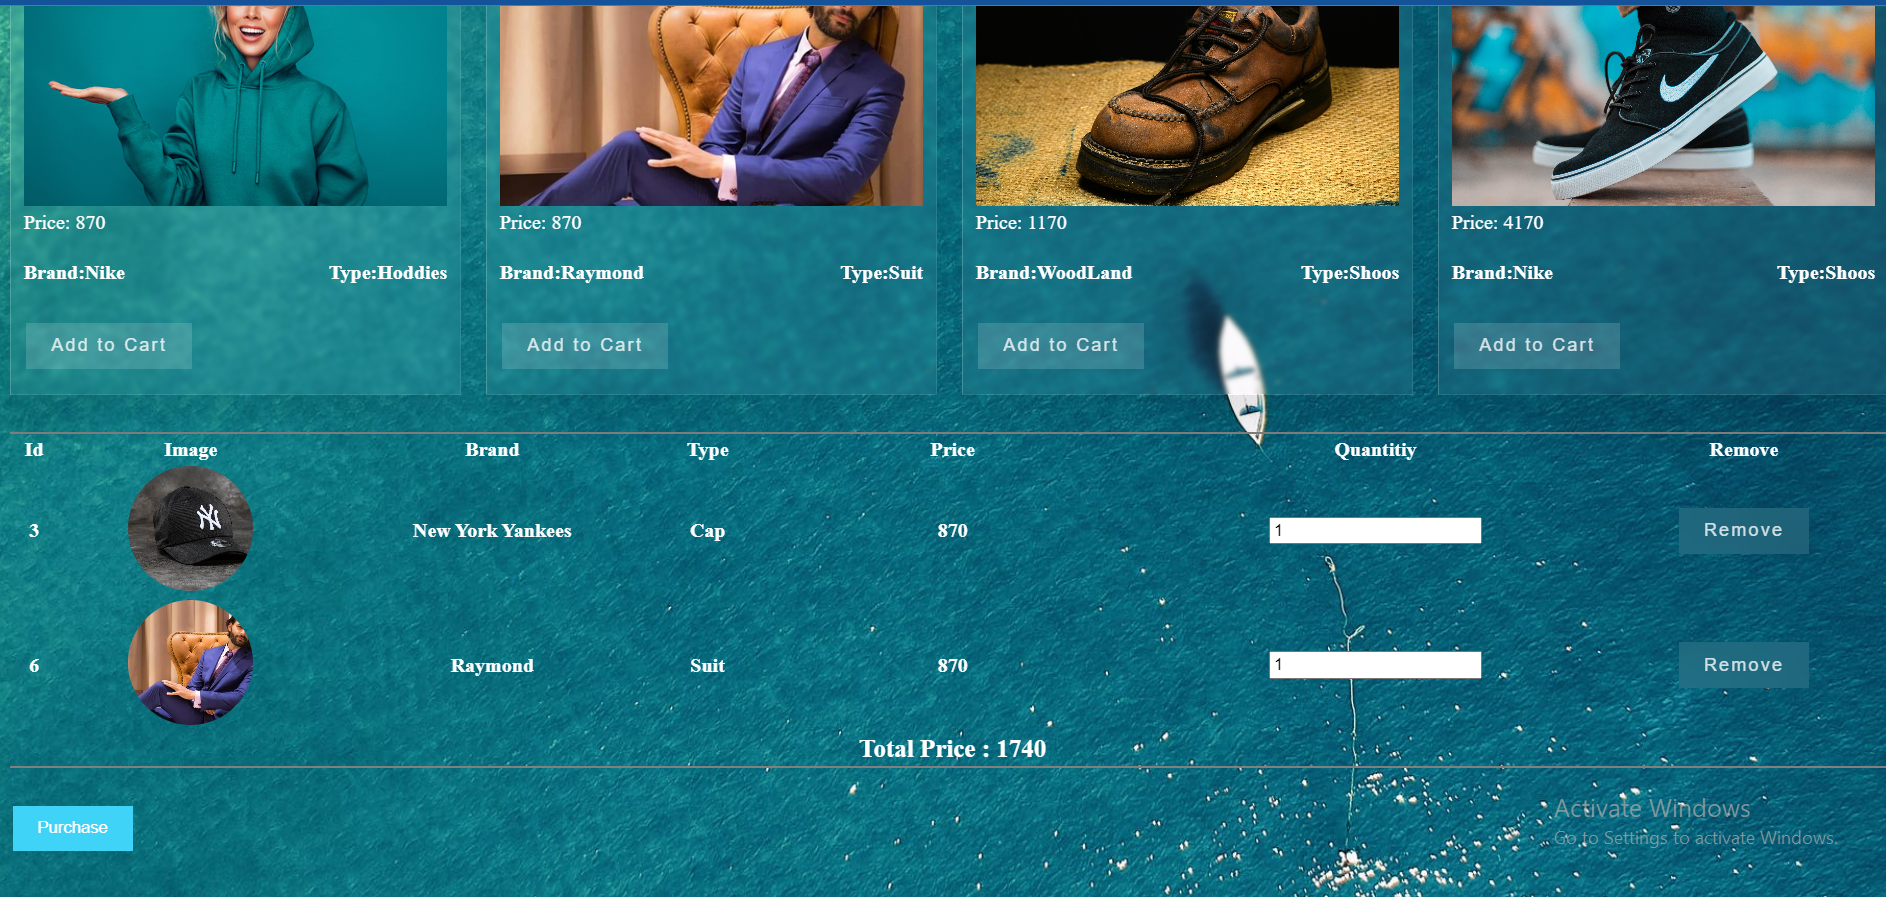 Price: 870 Price: 870 Price: 1170 Price: 4170
Brand:Nike Type:Hoddies Brand:Raymond Type:Suit Brand:WoodLand Type:Shoos Brand:Nike Type:Shoos
Add to Cart Add to Cart Add to Cart Add to Cart
Id Image Brand Type Price Quantitiy Remove
3 NY New York Yankees Cap 870 1 Remove
6 Raymond Suit 870 1 Remove
Total Price : 1740
Purchase
Activate Windows
Go to Settings to activate Windows.